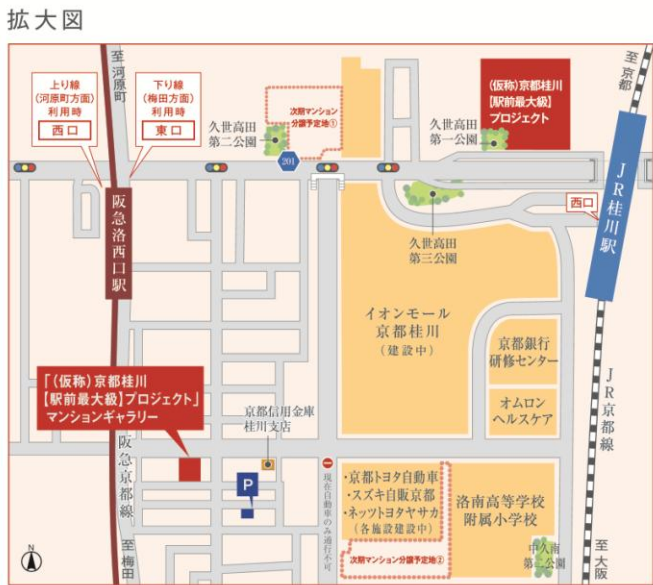 拡大図
至河原町
上り線
(河原町方面)
利用時
西口
下り線
(梅田方面)
利用時
東口
次期マンション
分譲予定地①
久世高田
第二公園
201
久世高田
第一公園
(仮称)京都桂川
【駅前最大級】
プロジェクト
至京都
JR桂川駅
西口
阪急洛西口駅
久世高田
第三公園
イオンモール
京都桂川
(建設中)
京都銀行
研修センター
オムロン
ヘルスケア
「(仮称)京都桂川
【駅前最大級】プロジェクト」
マンションギャラリー
京都信用金庫
桂川支店
JR京都線
阪急京都線
P
現在自動車のみ通行不可
・京都トヨタ自動車
・スズキ自販京都
・ネッツトヨタヤサカ
(各施設建設中)
洛南高等学校
附属小学校
次期マンション分譲予定地②
中久南
第二公園
至梅田
至大阪
N